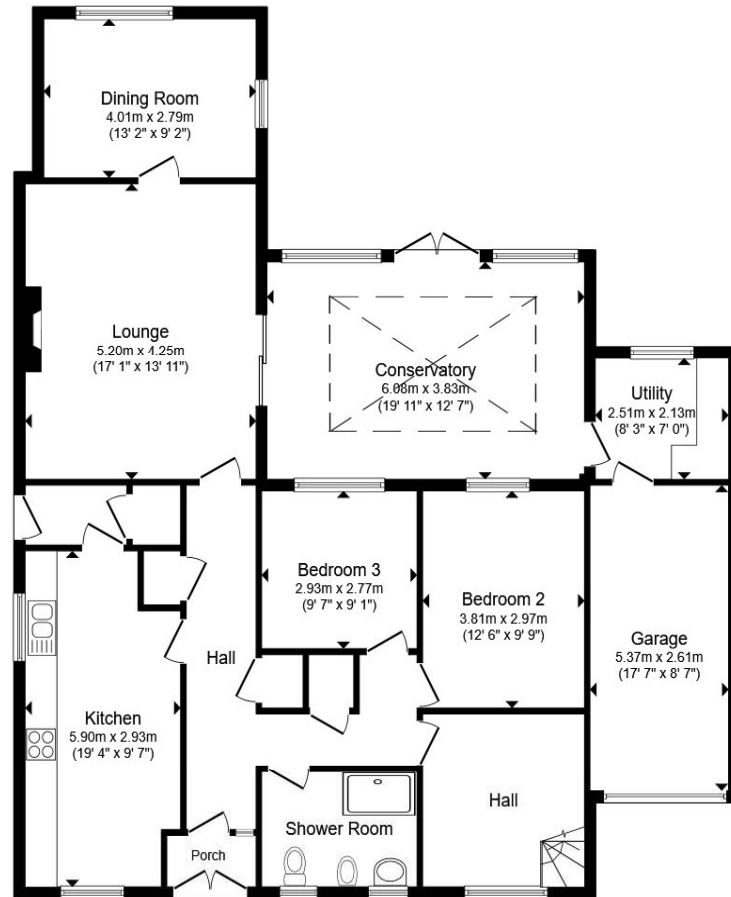 Dining Room
4.01m x 2.79m
(13' 2" x 9' 2")
Lounge
5.20m x 4.25m
(17' 1" x 13' 11")
Conservatory
6.08m x 3.83m
(19' 11" x 12' 7")
Utility
2.51m x 2.13m
(8' 3" x 7' 0")
Bedroom 3
2.93m x 2.77m
(9' 7" x 9' 1")
Bedroom 2
3.81m x 2.97m
(12' 6" x 9' 9")
Garage
5.37m x 2.61m
(17' 7" x 8' 7")
Hall
Kitchen
5.90m x 2.93m
(19' 4" x 9' 7")
Hall
Shower Room
Porch